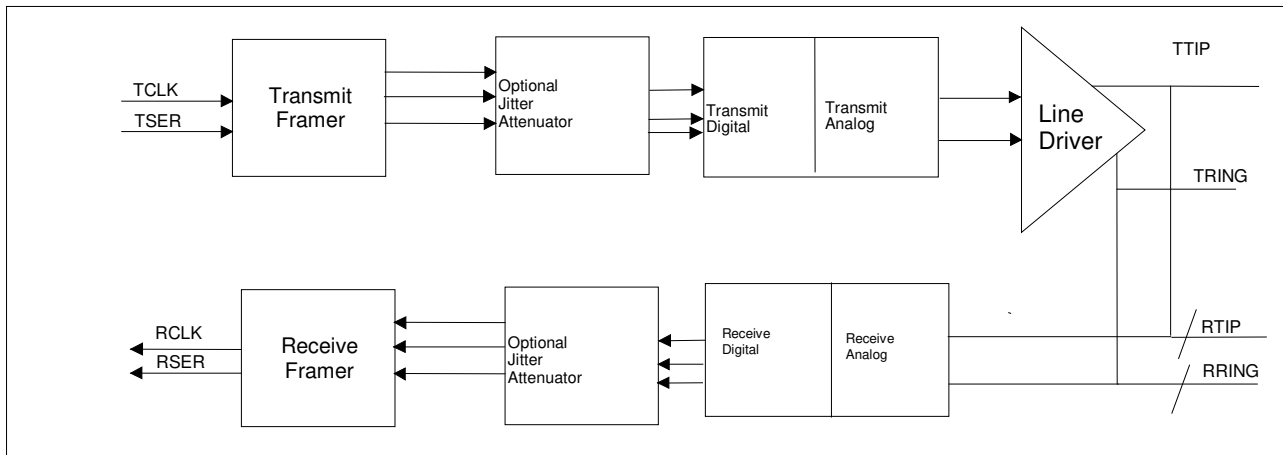 TTIP
TCLK
TSER
Transmit
Framer
Optional
Jitter
Attenuator
Transmit
Digital
Transmit
Analog
Line
Driver
TRING
RCLK
RSER
Receive
Framer
Optional
Jitter
Attenuator
Receive
Digital
Receive
Analog
RTIP
RRING